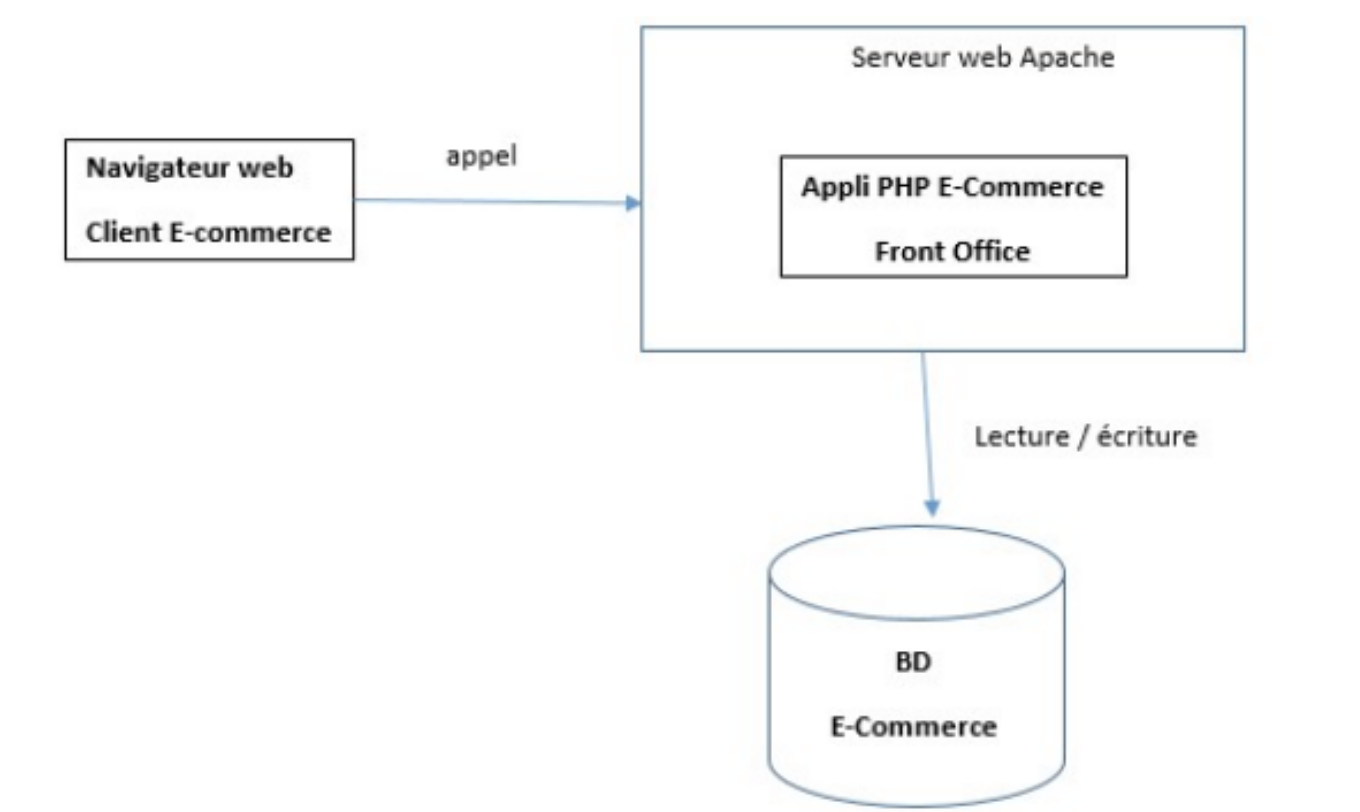 Serveur web Apache
Navigateur web
Client E-commerce
appel
Appli PHP E-Commerce
Front Office
Lecture / écriture
BD
E-Commerce